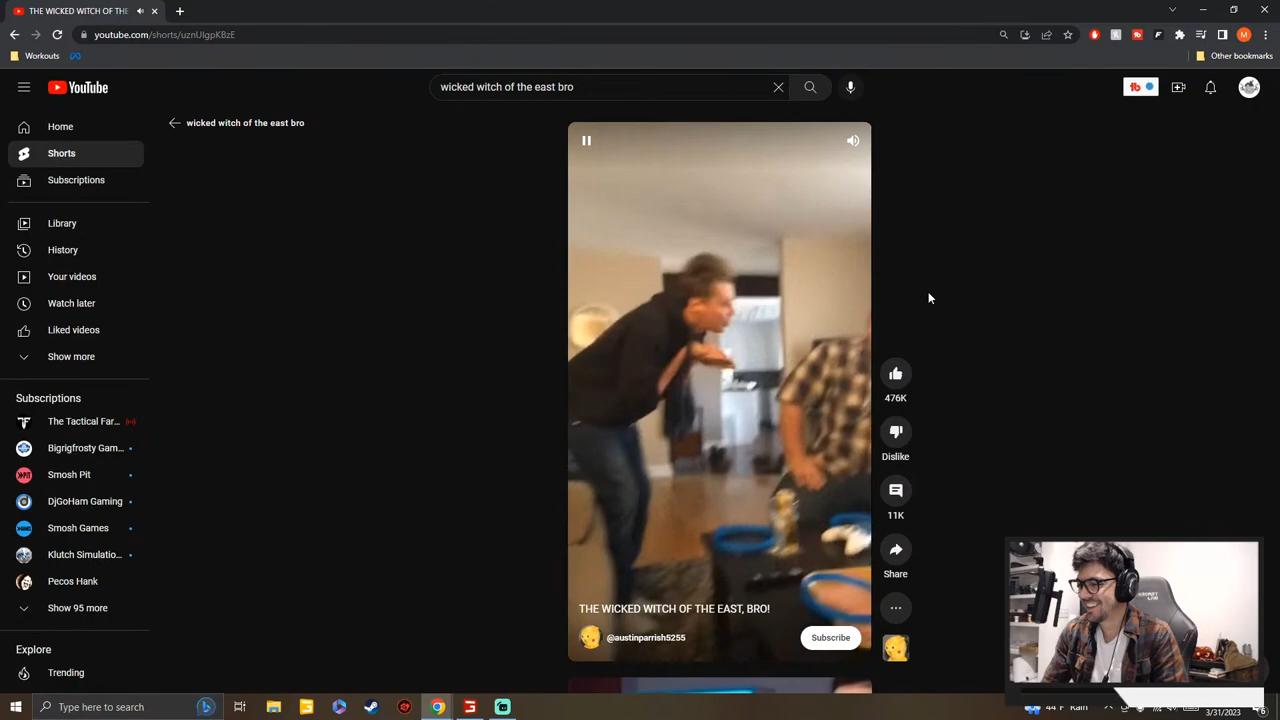 THE WICKED WITCH OF THE
youtube.com/shorts/uznUIgpKBzE
Workouts
Other bookmarks
YouTube
wicked witch of the east bro
Home
wicked witch of the east bro
Shorts
Subscriptions
Library
History
Your videos
Watch later
Liked videos
Show more
476K
Dislike
11K
Share
Subscriptions
The Tactical Far...
Bigrigfrosty Gam...
Smosh Pit
DjGoHam Gaming
Smosh Games
Klutch Simulatio...
Pecos Hank
Show 95 more
THE WICKED WITCH OF THE EAST, BRO!
@austinparrish5255
Subscribe
Explore
Trending
Type here to search
44°F Rain
3/31/2023